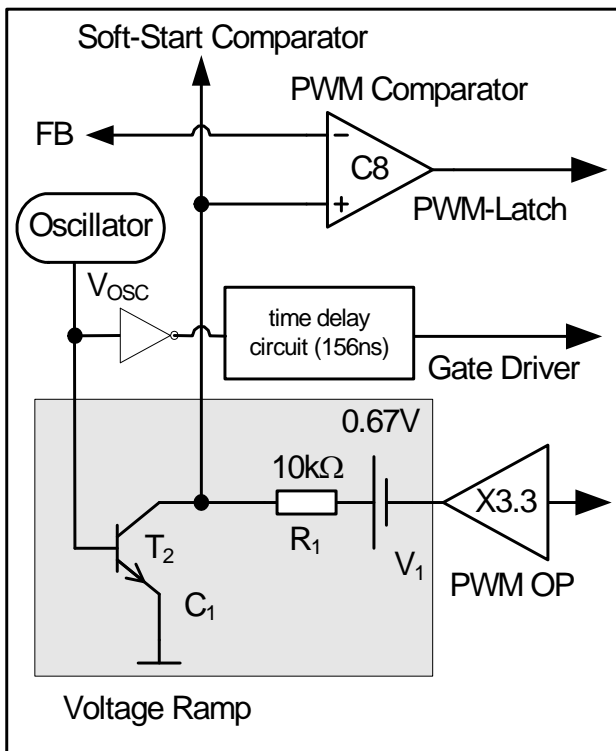 Soft-Start Comparator
PWM Comparator
FB
−
C8
+
PWM-Latch
Oscillator
VOSC
time delay
circuit (156ns)
Gate Driver
0.67V
10kΩ
X3.3
R1
T2
V1
PWM OP
C1
Voltage Ramp